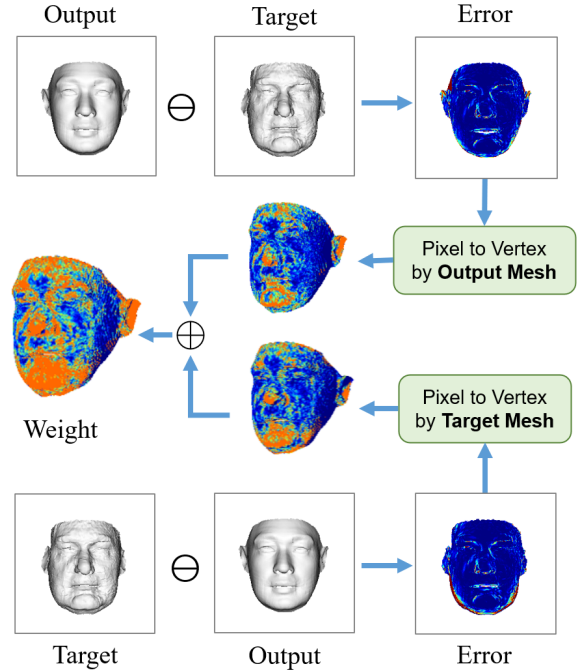 Output
Target
Error
Pixel to Vertex
by Output Mesh
Pixel to Vertex
by Target Mesh
Weight
Target
Output
Error